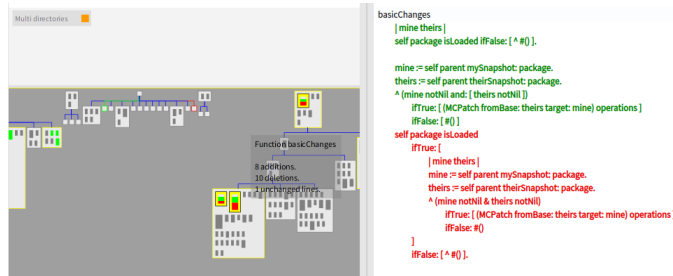 Multi directories
Function basicChanges
8 additions.
10 deletions.
1 unchanged lines.
basicChanges
| mine theirs |
self package isLoaded ifFalse: [ ^ #() ].
mine := self parent mySnapshot: package.
theirs := self parent theirSnapshot: package.
^ (mine notNil and: [ theirs notNil ])
ifTrue: [ (MCPatch fromBase: theirs target: mine) operations ]
ifFalse: [ #() ]
self package isLoaded
ifTrue: [
| mine theirs |
mine := self parent mySnapshot: package.
theirs := self parent theirSnapshot: package.
^ (mine notNil & theirs notNil)
ifTrue: [ (MCPatch fromBase: theirs target: mine) operations ]
ifFalse: #()
]
ifFalse: [ ^ #() ].